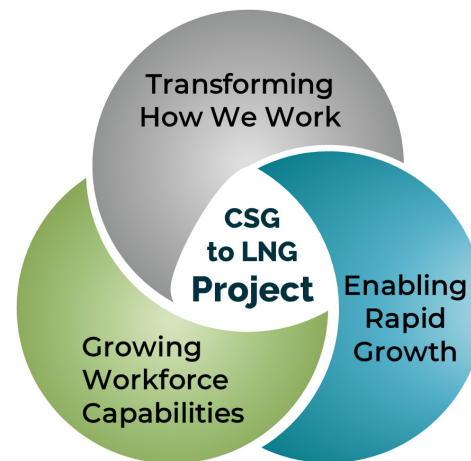 Transforming
How We Work
CSG
to LNG
Project
Enabling
Rapid
Growth
Growing
Workforce
Capabilities